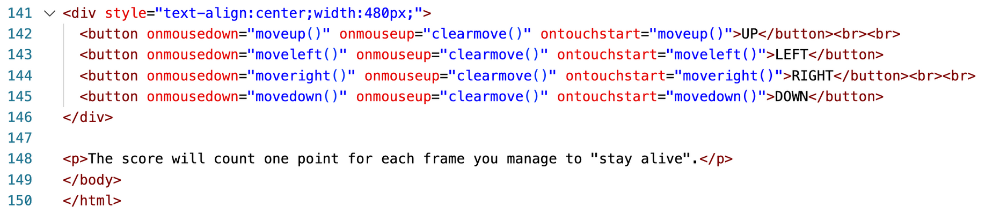 141 <div style="text-align:center;width:480px;">
142 <button onmousedown="moveup()" onmouseup="clearmove()" ontouchstart="moveup()">UP</button><br><br>
143 <button onmousedown="moveleft()" onmouseup="clearmove()" ontouchstart="moveleft()">LEFT</button>
144 <button onmousedown="moveright()" onmouseup="clearmove()" ontouchstart="moveright()">RIGHT</button><br><br>
145 <button onmousedown="movedown()" onmouseup="clearmove()" ontouchstart="movedown()">DOWN</button>
146 </div>
147
148 <p>The score will count one point for each frame you manage to "stay alive".</p>
149 </body>
150 </html>